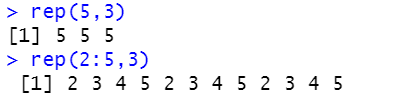 > rep(5,3)
[1] 5 5 5
> rep(2:5,3)
[1] 2 3 4 5 2 3 4 5 2 3 4 5